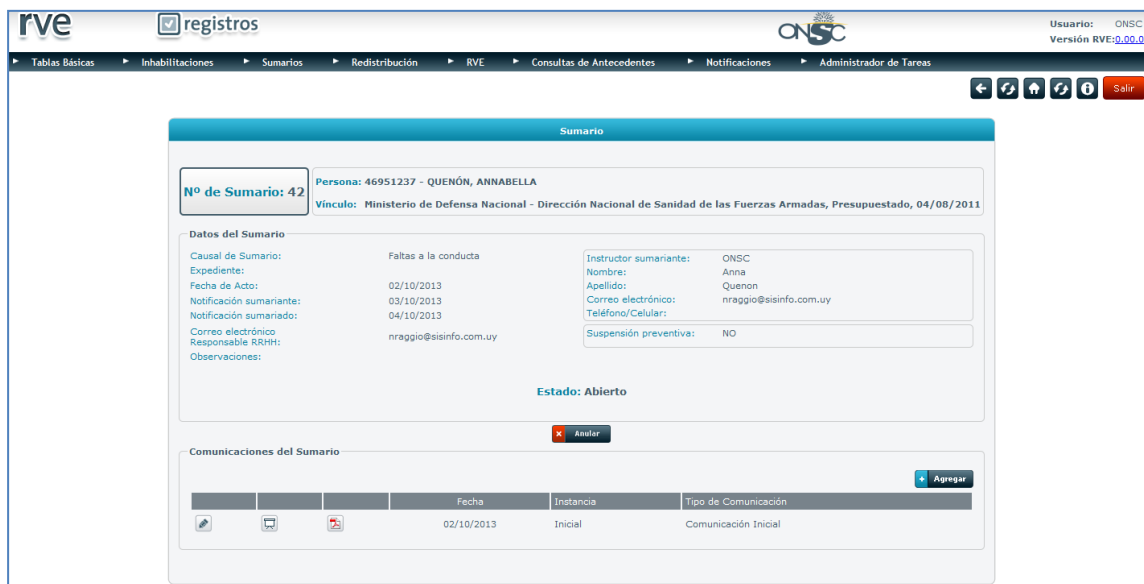 rve registros ONSC Usuario: ONSC
Versión RVE:0.00.0
Tablas Básicas Inhabilitaciones Sumarios Redistribución RVE Consultas de Antecedentes Notificaciones Administrador de Tareas
Salir
Sumario
Nº de Sumario: 42
Persona: 46951237 - QUENÓN, ANNABELLA
Vínculo: Ministerio de Defensa Nacional - Dirección Nacional de Sanidad de las Fuerzas Armadas, Presupuestado, 04/08/2011
Datos del Sumario
Causal de Sumario: Faltas a la conducta
Expediente:
Fecha de Acto: 02/10/2013
Notificación sumariante: 03/10/2013
Notificación sumariado: 04/10/2013
Correo electrónico
Responsable RRHH: nraggio@sisinfo.com.uy
Observaciones:
Instructor sumariante: ONSC
Nombre: Anna
Apellido: Quenon
Correo electrónico: nraggio@sisinfo.com.uy
Teléfono/Celular:
Suspensión preventiva: NO
Estado: Abierto
Anular
Comunicaciones del Sumario
Agregar
Fecha Instancia Tipo de Comunicación
02/10/2013 Inicial Comunicación Inicial